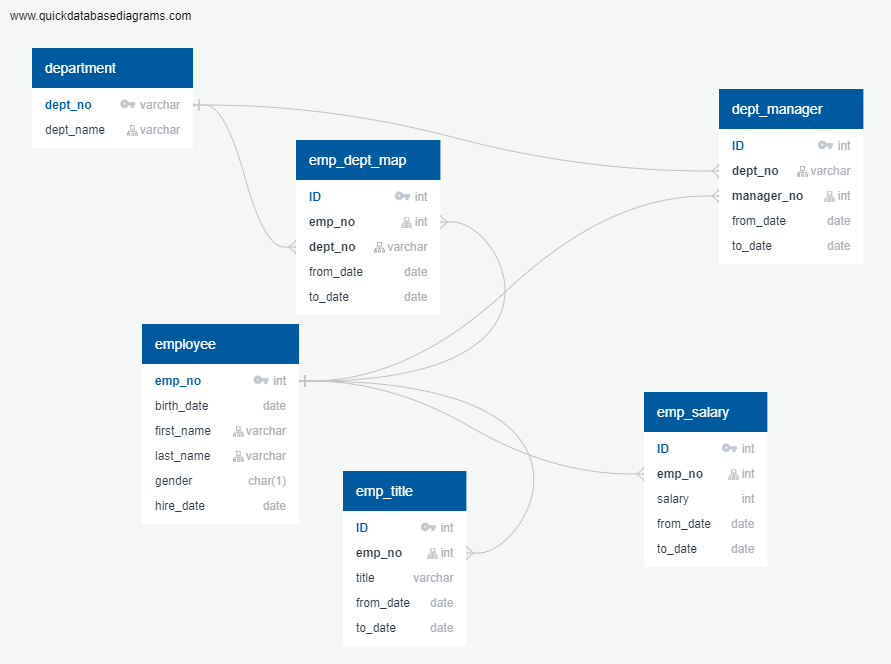 www.quickdatabasediagrams.com
department
dept_no varchar
dept_name varchar
emp_dept_map
ID int
emp_no int
dept_no varchar
from_date date
to_date date
dept_manager
ID int
dept_no varchar
manager_no int
from_date date
to_date date
employee
emp_no int
birth_date date
first_name varchar
last_name varchar
gender char(1)
hire_date date
emp_title
ID int
emp_no int
title varchar
from_date date
to_date date
emp_salary
ID int
emp_no int
salary int
from_date date
to_date date